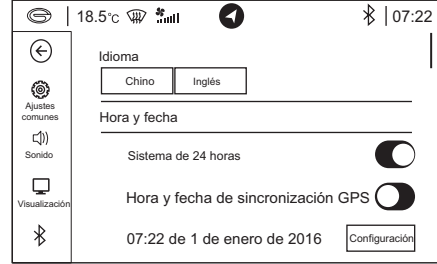 18.5°c 07:22
Idioma
Chino Inglés
Ajustes
comunes
Hora y fecha
Sonido
Sistema de 24 horas
Visualización
Hora y fecha de sincronización GPS
07:22 de 1 de enero de 2016 Configuración